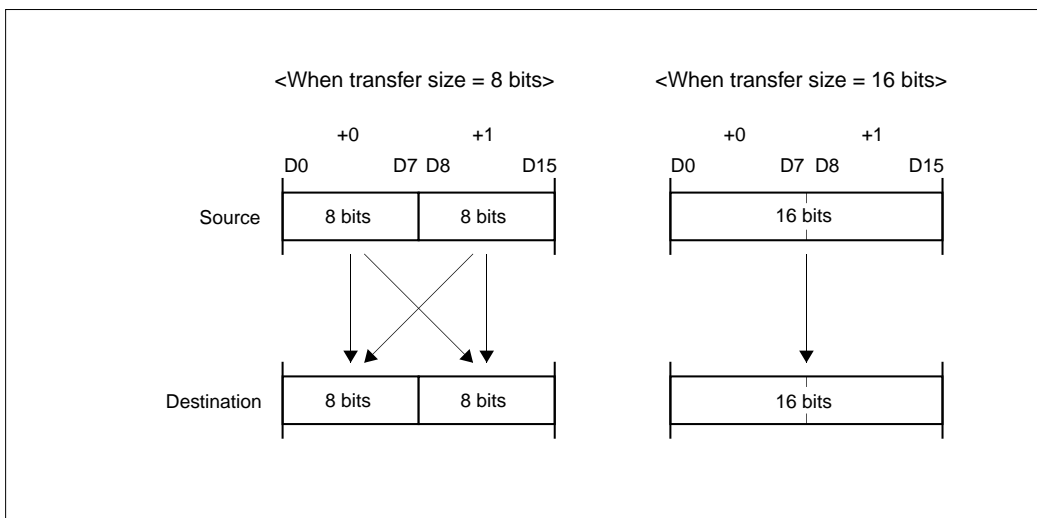 <When transfer size = 8 bits> <When transfer size = 16 bits>
+0 +1 +0 +1
D0 D7 D8 D15 D0 D7 D8 D15
Source 8 bits 8 bits 16 bits
Destination 8 bits 8 bits 16 bits